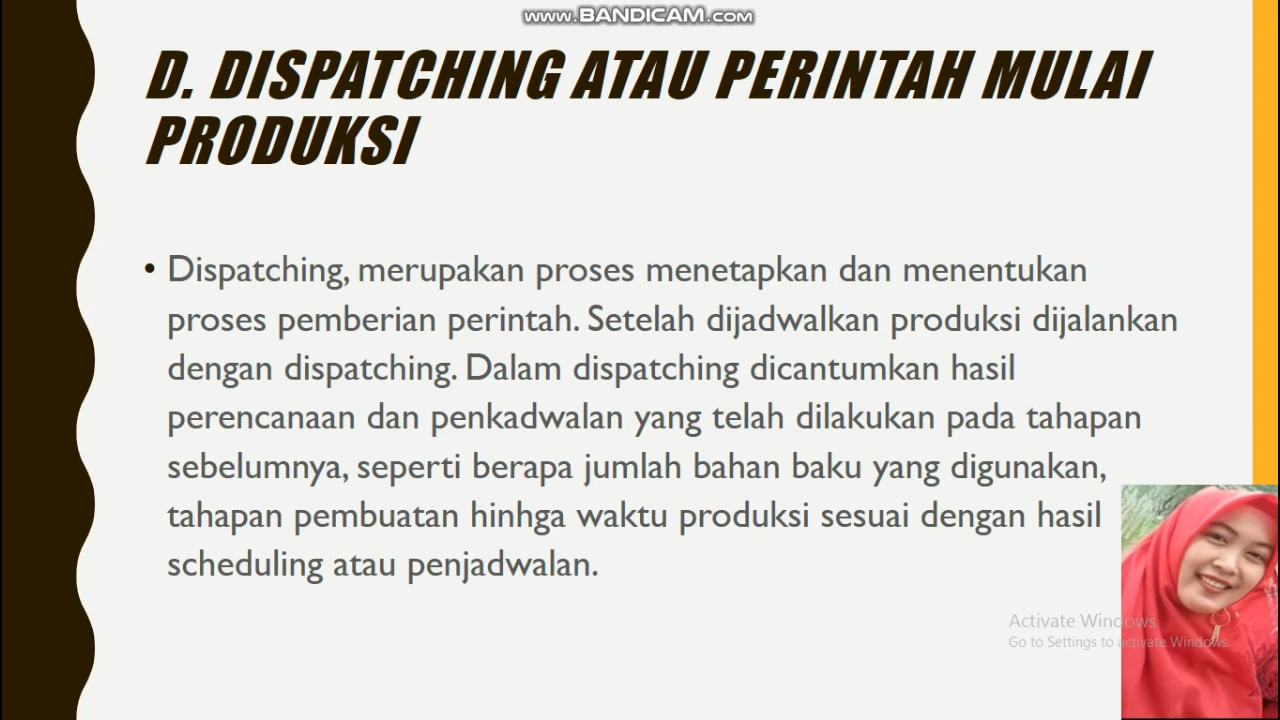 www.BANDICAM.com
D. DISPATCHING ATAU PERINTAH MULAI
PRODUKSI
• Dispatching, merupakan proses menetapkan dan menentukan
proses pemberian perintah. Setelah dijadwalkan produksi dijalankan
dengan dispatching. Dalam dispatching dicantumkan hasil
perencanaan dan penkadwalan yang telah dilakukan pada tahapan
sebelumnya, seperti berapa jumlah bahan baku yang digunakan,
tahapan pembuatan hinhga waktu produksi sesuai dengan hasil
scheduling atau penjadwalan.
Activate Windows
Go to Settings to activate Windows.